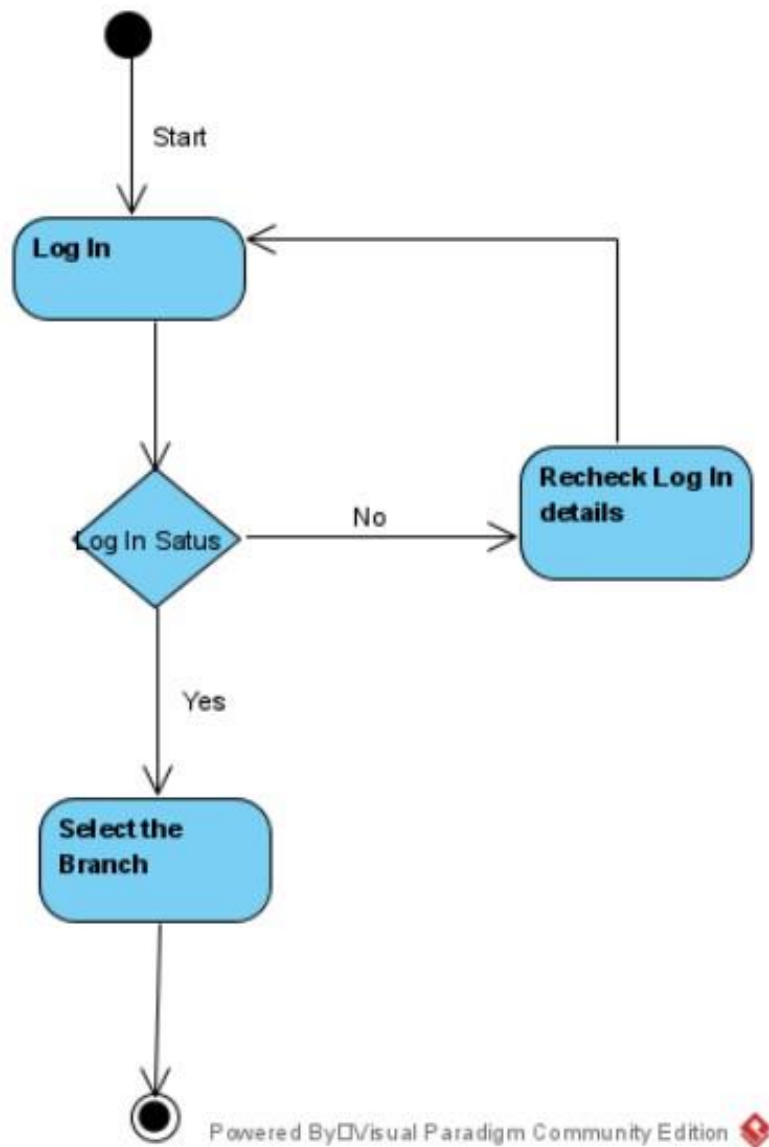 Start
Log In
Recheck Log In
details
No
Log In Satus
Yes
Select the
Branch
Powered By□Visual Paradigm Community Edition